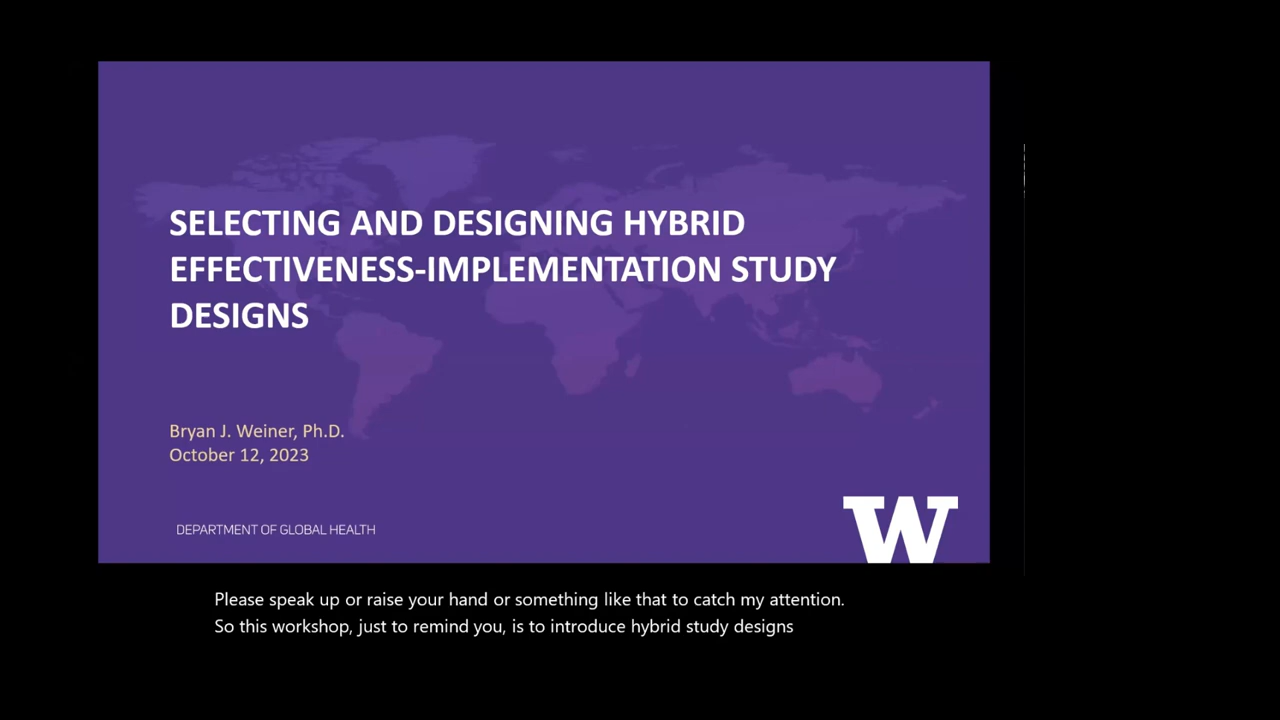 SELECTING AND DESIGNING HYBRID
EFFECTIVENESS-IMPLEMENTATION STUDY
DESIGNS
Bryan J. Weiner, Ph.D.
October 12, 2023
DEPARTMENT OF GLOBAL HEALTH
W
Please speak up or raise your hand or something like that to catch my attention.
So this workshop, just to remind you, is to introduce hybrid study designs